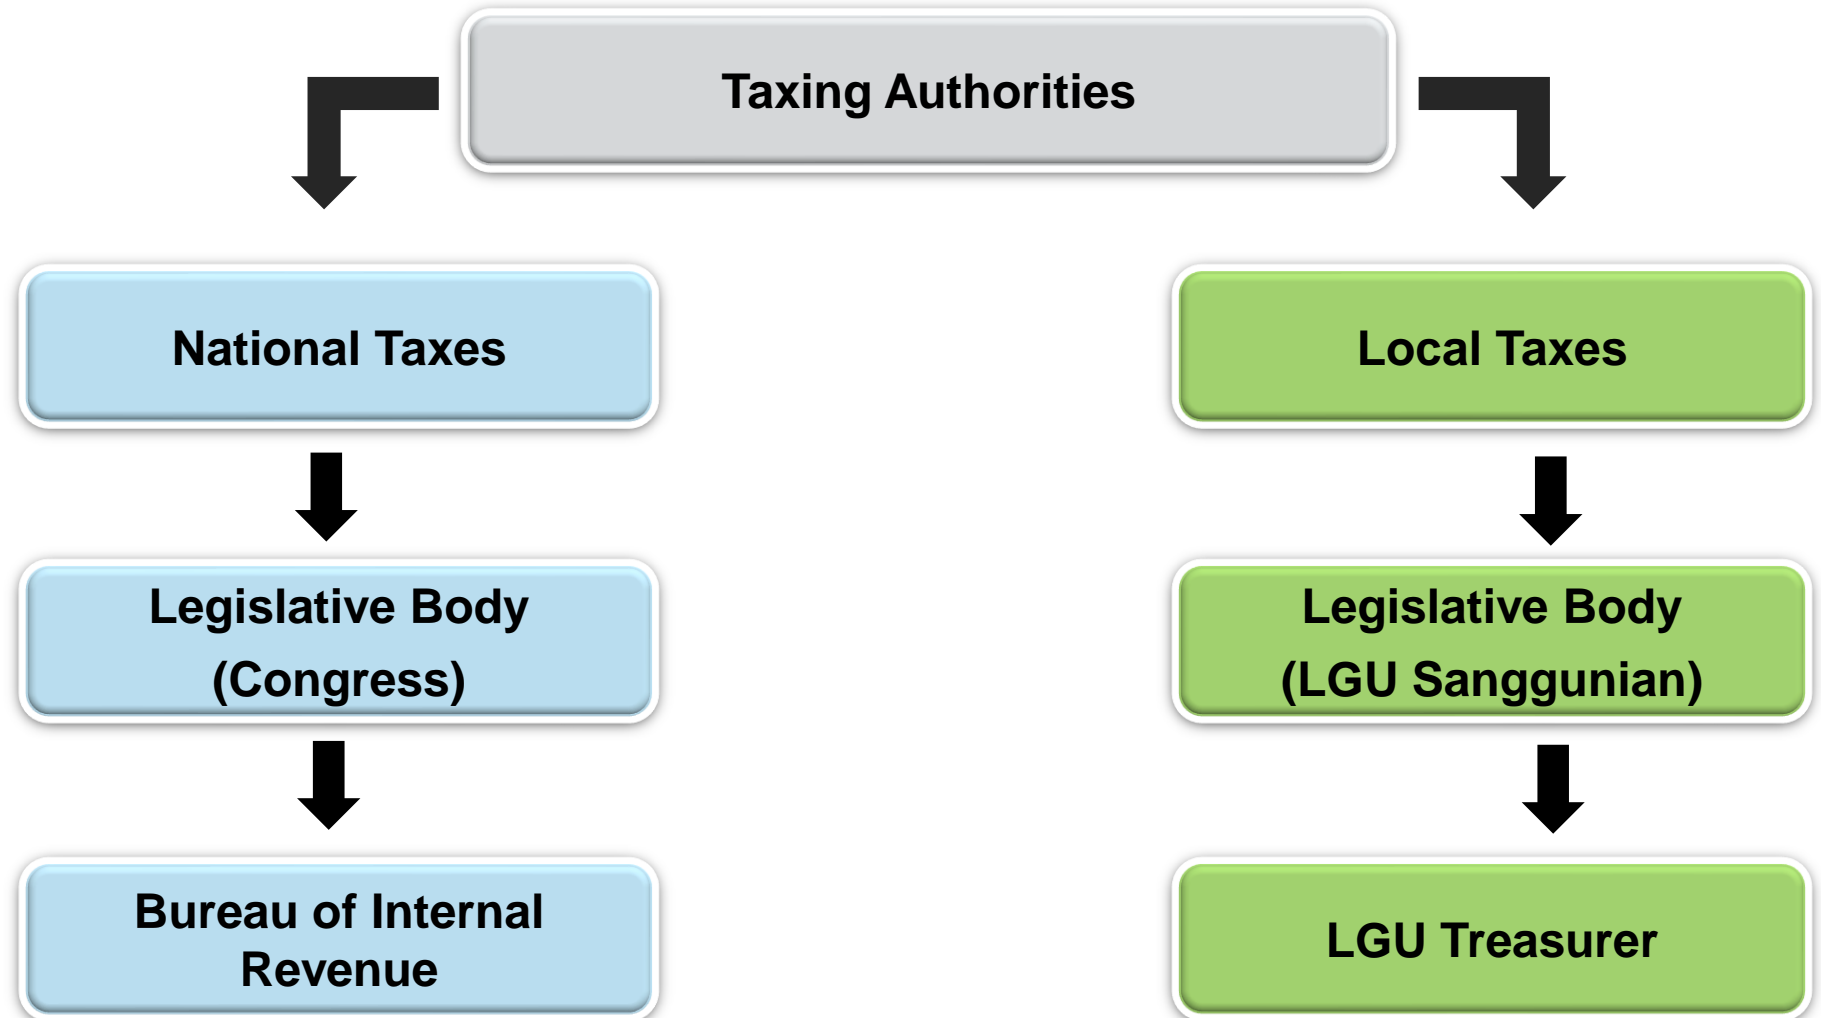 Taxing Authorities
National Taxes
Local Taxes
Legislative Body
(Congress)
Legislative Body
(LGU Sanggunian)
Bureau of Internal
Revenue
LGU Treasurer